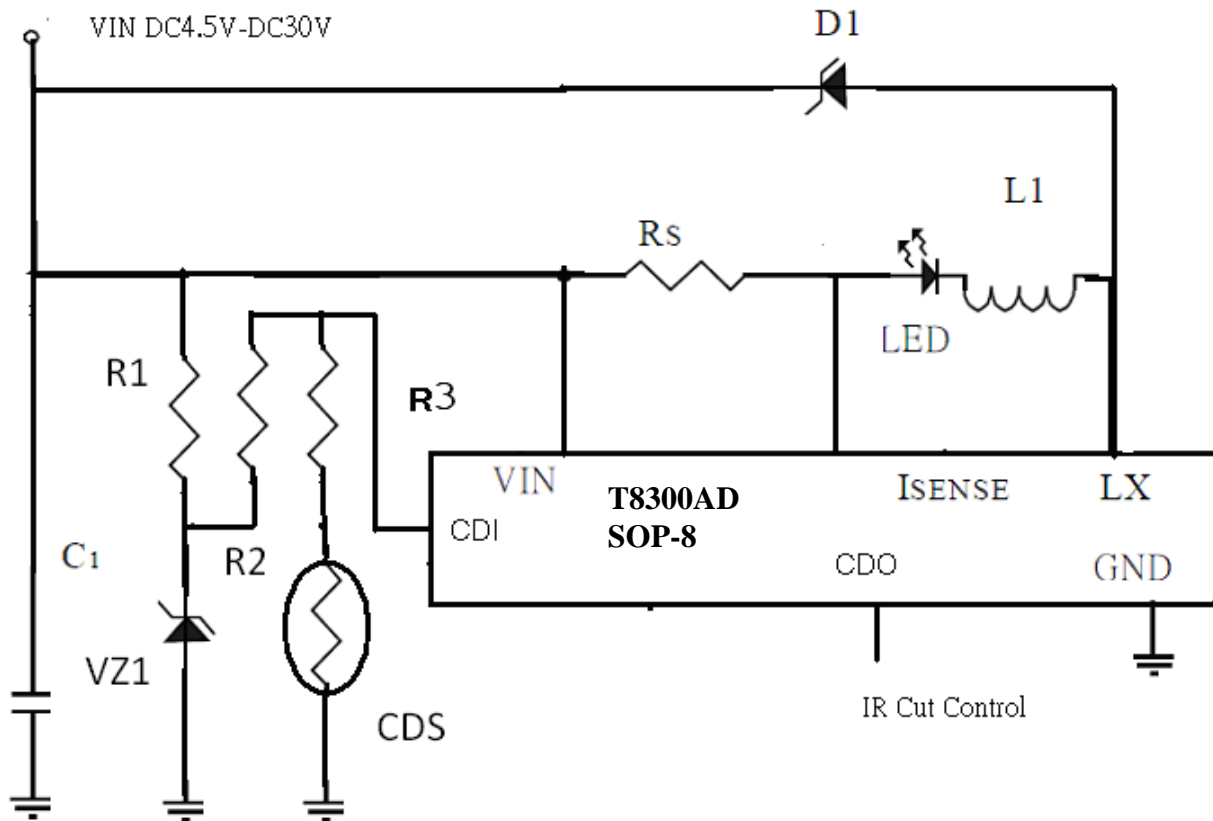 VIN DC4.5V-DC30V
D1
L1
Rs
LED
R1
R3
VIN
ISENSE
LX
T8300AD
SOP-8
CDI
C1
R2
CDO
GND
VZ1
CDS
IR Cut Control